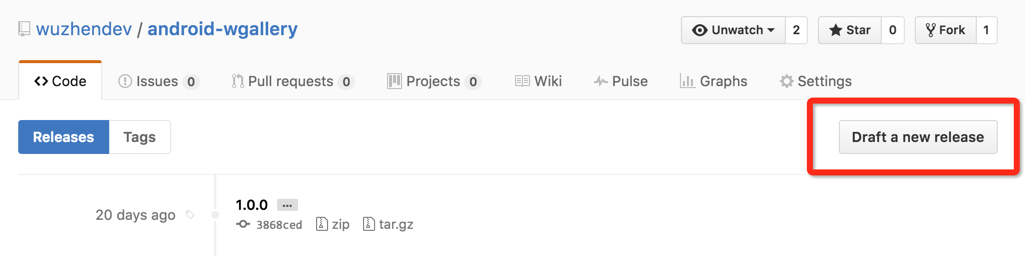 wuzhendev / android-wgallery Unwatch 2 Star 0 Fork 1
Code Issues 0 Pull requests 0 Projects 0 Wiki Pulse Graphs Settings
Releases Tags Draft a new release
1.0.0 ...
20 days ago
3868ced zip tar.gz